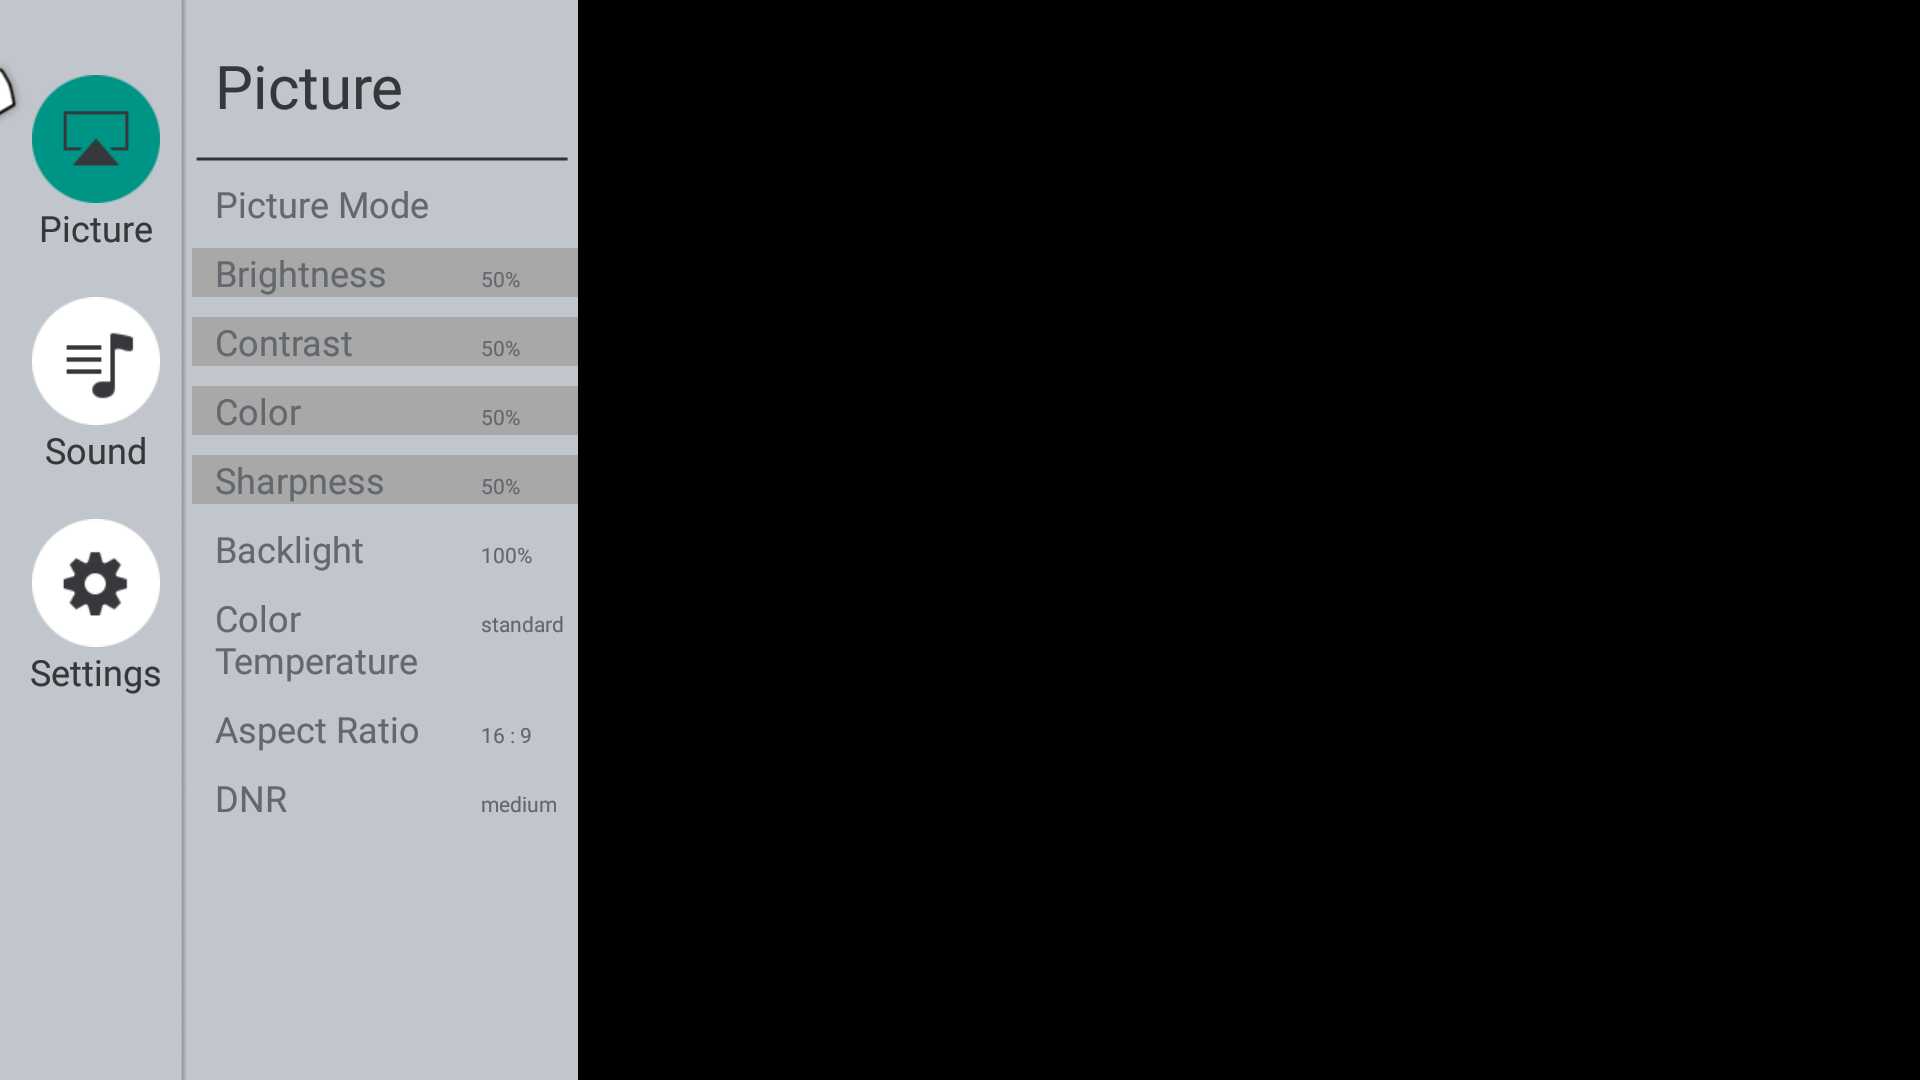 Picture
Sound
Settings
Picture
Picture Mode
Brightness 50%
Contrast 50%
Color 50%
Sharpness 50%
Backlight 100%
Color standard
Temperature
Aspect Ratio 16 : 9
DNR medium